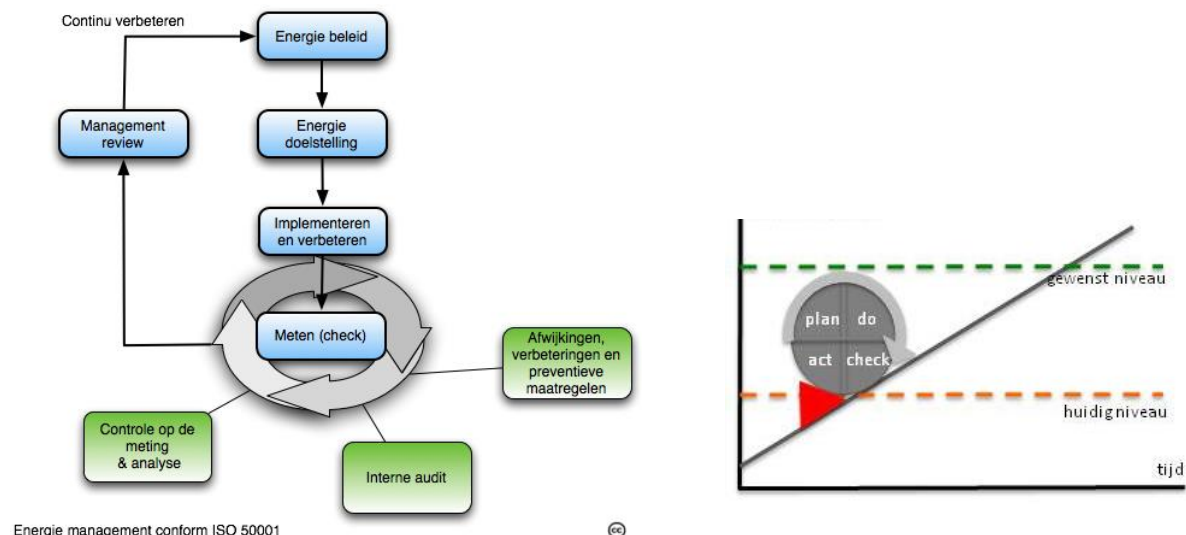 Continu verbeteren
Energie beleid
Management
review
Energie
doelstelling
Implementeren
en verbeteren
Meten (check)
Afwijkingen,
verbeteringen en
preventieve
maatregelen
Controle op de
meting
& analyse
Interne audit
Energie management conform ISO 50001
cc
gewenst niveau
plan do
act check
huidig niveau
tijd